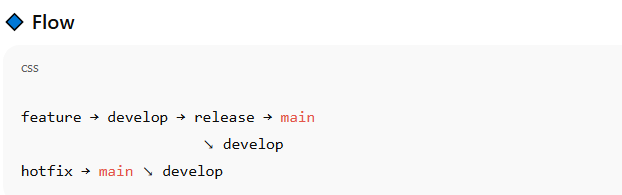 Flow
css
feature → develop → release → main
↘ develop
hotfix → main ↘ develop